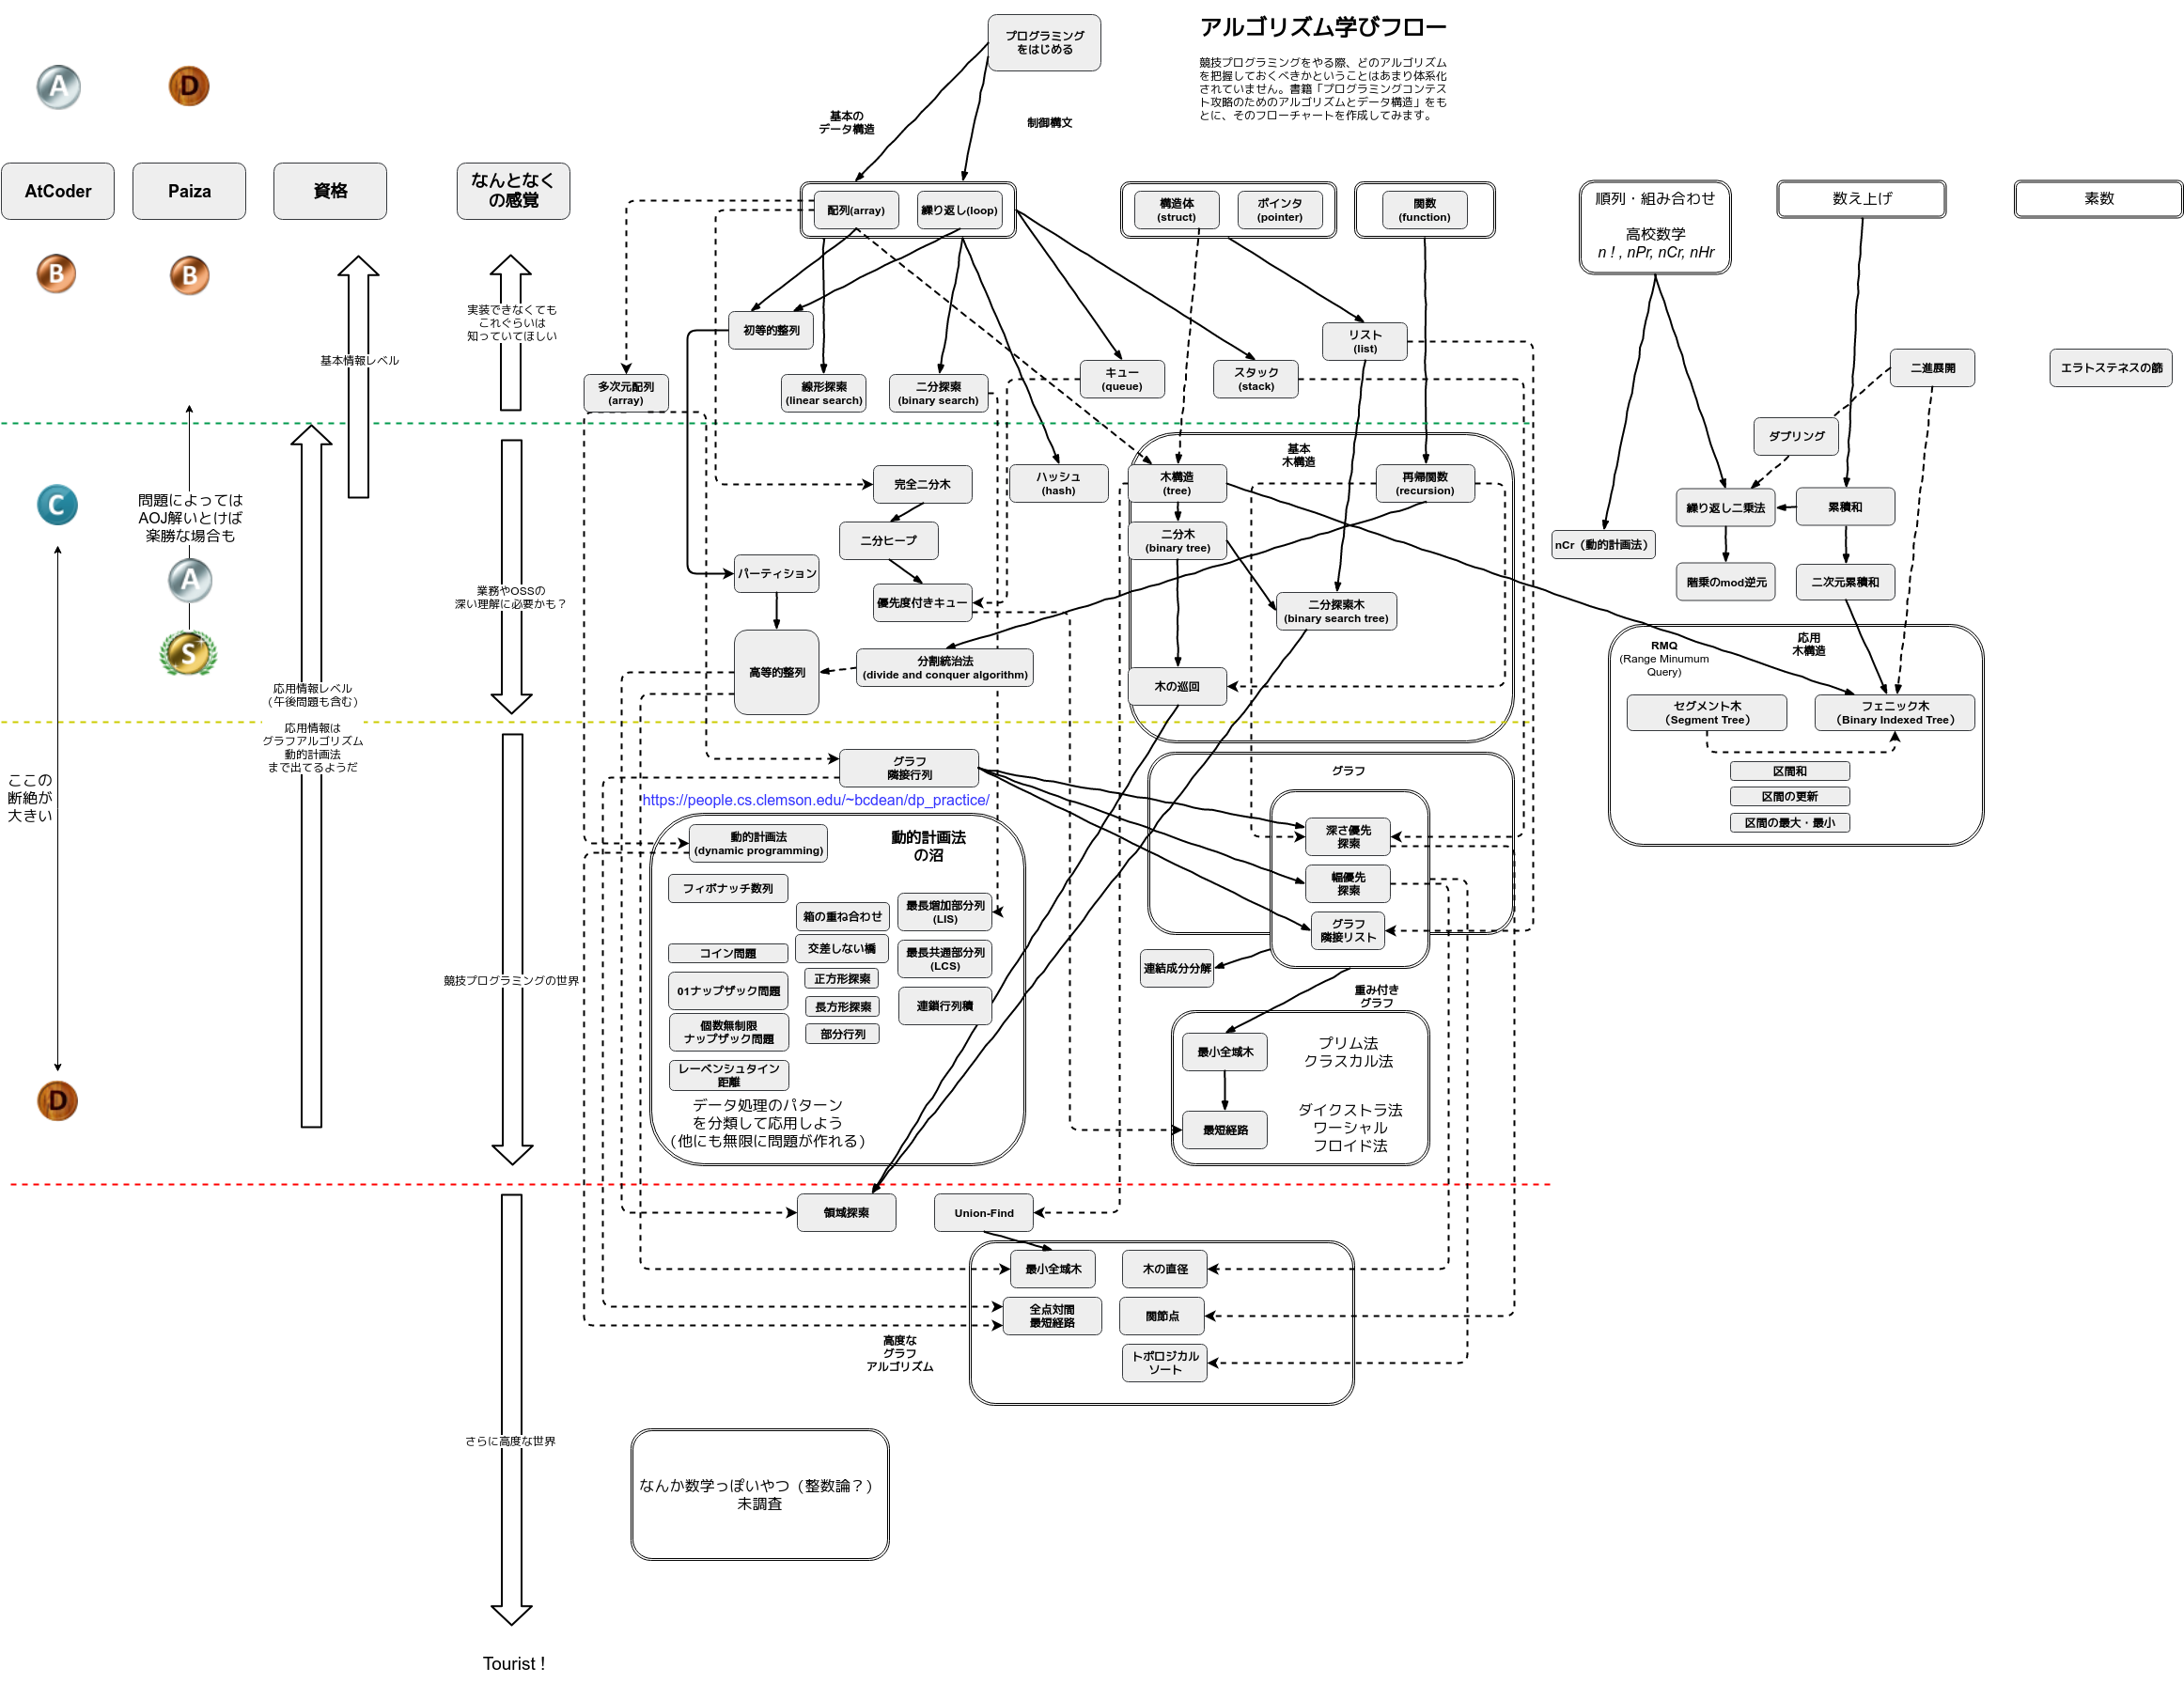 プログラミング
をはじめる
アルゴリズム学びフロー
競技プログラミングをやる際、どのアルゴリズム
を把握しておくべきかということはあまり体系化
されていません。書籍「プログラミングコンテス
ト攻略のためのアルゴリズムとデータ構造」をも
とに、そのフローチャートを作成してみます。
A
D
基本の
データ構造
制御構文
AtCoder
Paiza
資格
なんとなく
の感覚
配列(array)
繰り返し(loop)
構造体
(struct)
ポインタ
(pointer)
関数
(function)
順列・組み合わせ
高校数学
n ! , nPr, nCr, nHr
数え上げ
素数
B
B
実装できなくても
これぐらいは
知っていてほしい
基本情報レベル
初等的整列
リスト
(list)
多次元配列
(array)
線形探索
(linear search)
二分探索
(binary search)
キュー
(queue)
スタック
(stack)
二進展開
エラトステネスの篩
ダブリング
基本
木構造
C
問題によっては
AOJ解いとけば
楽勝な場合も
A
S
完全二分木
ハッシュ
(hash)
木構造
(tree)
再帰関数
(recursion)
繰り返し二乗法
累積和
二分ヒープ
二分木
(binary tree)
nCr（動的計画法）
パーティション
階乗のmod逆元
二次元累積和
業務やOSSの
深い理解に必要かも？
優先度付きキュー
二分探索木
(binary search tree)
高等的整列
分割統治法
(divide and conquer algorithm)
木の巡回
RMQ
(Range Minumum
Query)
応用
木構造
セグメント木
（Segment Tree）
フェニック木
（Binary Indexed Tree）
区間和
区間の更新
区間の最大・最小
応用情報レベル
（午後問題も含む）
応用情報は
グラフアルゴリズム
動的計画法
まで出てるようだ
ここの
断絶が
大きい
グラフ
隣接行列
https://people.cs.clemson.edu/~bcdean/dp_practice/
グラフ
動的計画法
(dynamic programming)
動的計画法
の沼
深さ優先
探索
幅優先
探索
グラフ
隣接リスト
フィボナッチ数列
箱の重ね合わせ
最長増加部分列
(LIS)
コイン問題
交差しない橋
最長共通部分列
(LCS)
正方形探索
01ナップザック問題
長方形探索
連鎖行列積
個数無制限
ナップザック問題
部分行列
レーベンシュタイン
距離
データ処理のパターン
を分類して応用しよう
（他にも無限に問題が作れる）
競技プログラミングの世界
連結成分分解
重み付き
グラフ
最小全域木
プリム法
クラスカル法
最短経路
ダイクストラ法
ワーシャル
フロイド法
D
領域探索
Union-Find
最小全域木
木の直径
全点対間
最短経路
関節点
トポロジカル
ソート
高度な
グラフ
アルゴリズム
さらに高度な世界
なんか数学っぽいやつ（整数論？）
未調査
Tourist !